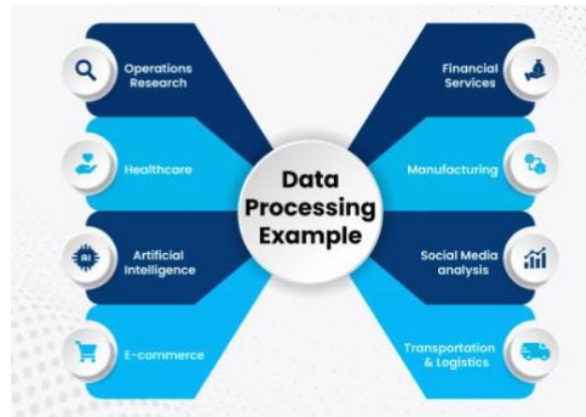 Operations
Research
Healthcare
AI
Artificial
Intelligence
E-commerce
Data
Processing
Example
Financial
Services
Manufacturing
Social Media
analysis
Transportation
& Logistics